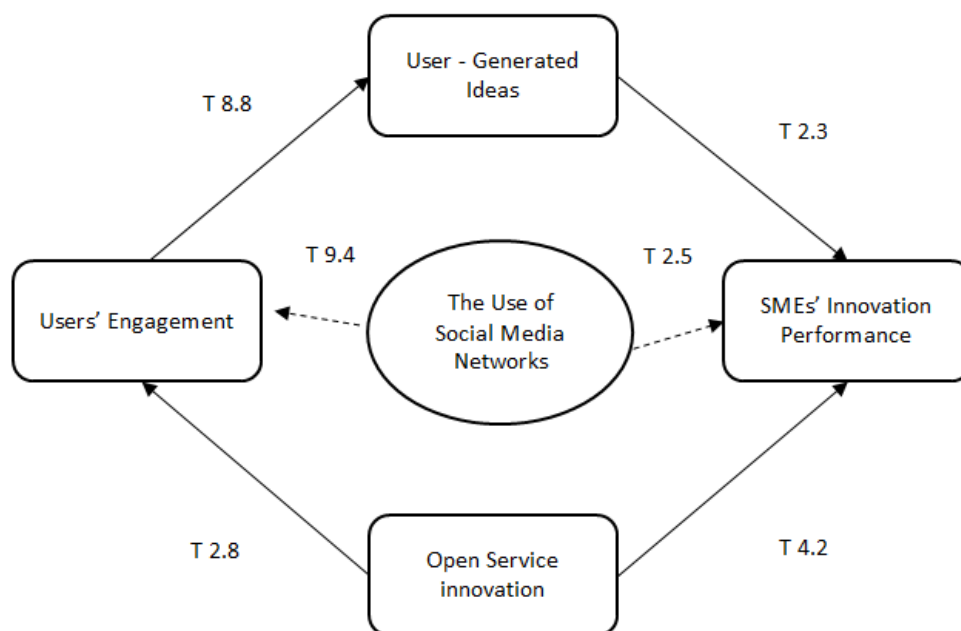 User - Generated
Ideas
T 8.8
T 2.3
T 9.4
T 2.5
Users’ Engagement
The Use of
Social Media
Networks
SMEs’ Innovation
Performance
T 2.8
Open Service
innovation
T 4.2